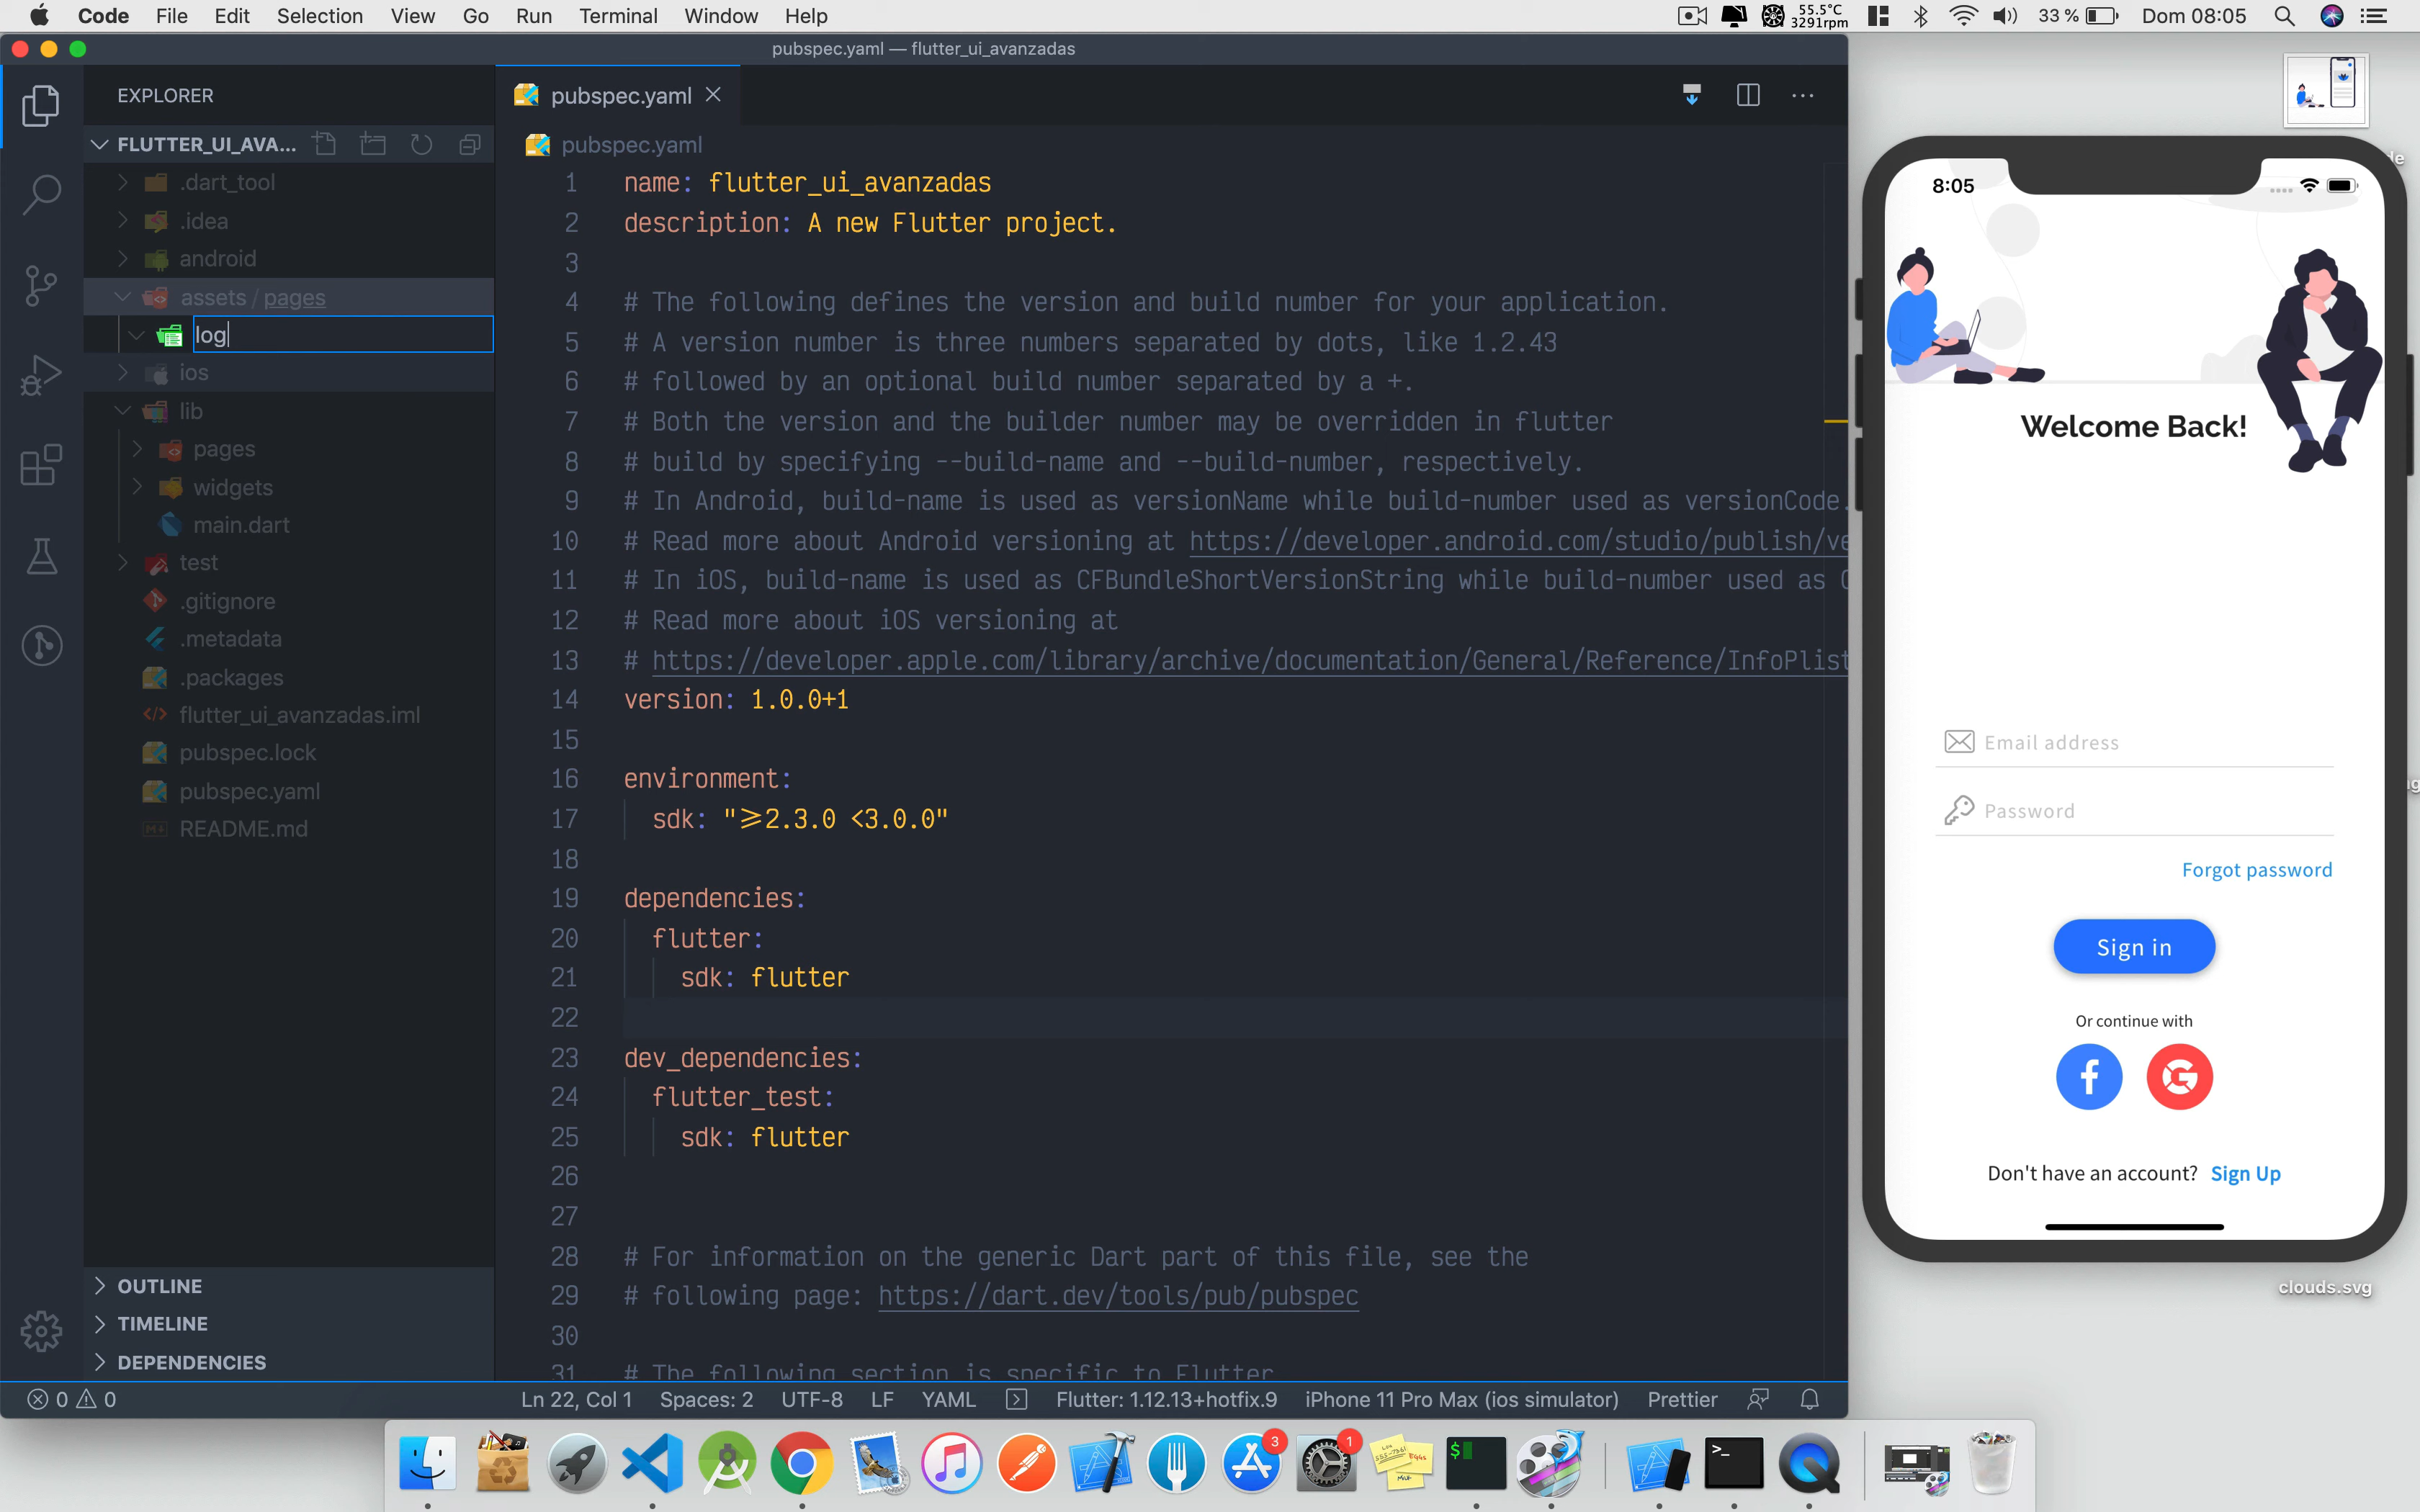 Code File Edit Selection View Go Run Terminal Window Help
55.5°C
3291rpm
33 % Dom 08:05
pubspec.yaml — flutter_ui_avanzadas
EXPLORER
FLUTTER_UI_AVA...
.dart_tool
.idea
android
assets / pages
log
ios
lib
pages
widgets
main.dart
test
.gitignore
.metadata
.packages
flutter_ui_avanzadas.iml
pubspec.lock
pubspec.yaml
README.md
OUTLINE
TIMELINE
DEPENDENCIES
pubspec.yaml
pubspec.yaml
1 name: flutter_ui_avanzadas
2 description: A new Flutter project.
3
4 # The following defines the version and build number for your application.
5 # A version number is three numbers separated by dots, like 1.2.43
6 # followed by an optional build number separated by a +.
7 # Both the version and the builder number may be overridden in flutter
8 # build by specifying --build-name and --build-number, respectively.
9 # In Android, build-name is used as versionName while build-number used as versionCode.
10 # Read more about Android versioning at https://developer.android.com/studio/publish/ve
11 # In iOS, build-name is used as CFBundleShortVersionString while build-number used as C
12 # Read more about iOS versioning at
13 # https://developer.apple.com/library/archive/documentation/General/Reference/InfoPlist
14 version: 1.0.0+1
15
16 environment:
17 sdk: "≥2.3.0 <3.0.0"
18
19 dependencies:
20 flutter:
21 sdk: flutter
22
23 dev_dependencies:
24 flutter_test:
25 sdk: flutter
26
27
28 # For information on the generic Dart part of this file, see the
29 # following page: https://dart.dev/tools/pub/pubspec
30
31 # The following section is specific to Flutter
0 0
Ln 22, Col 1 Spaces: 2 UTF-8 LF YAML Flutter: 1.12.13+hotfix.9 iPhone 11 Pro Max (ios simulator) Prettier
8:05
Welcome Back!
Email address
Password
Forgot password
Sign in
Or continue with
f G
Don't have an account? Sign Up
clouds.svg
3
1